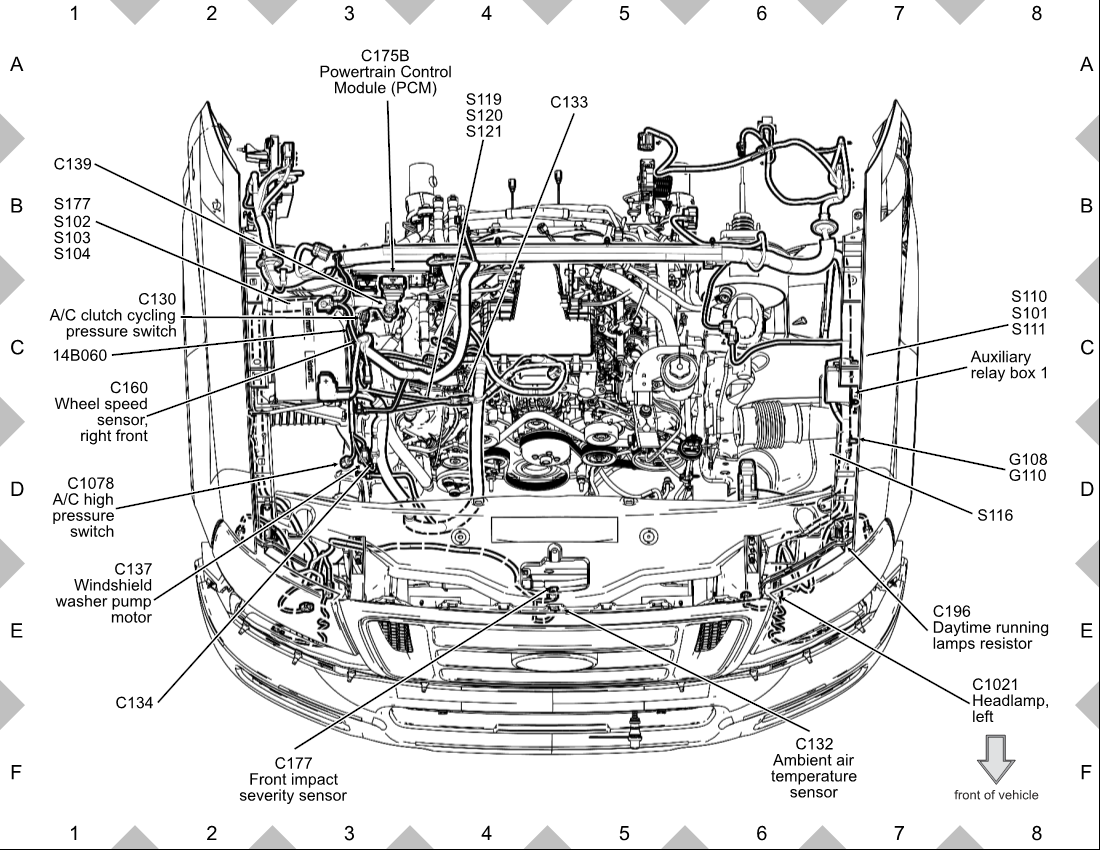 1 2 3 4 5 6 7 8
A A
C175B
Powertrain Control
Module (PCM)
S119
S120
S121
C133
C139
B B
S177
S102
S103
S104
C130
A/C clutch cycling
pressure switch
14B060
C C
S110
S101
S111
Auxiliary
relay box 1
C160
Wheel speed
sensor,
right front
G108
G110
D D
C1078
A/C high
pressure
switch
S116
C137
Windshield
washer pump
motor
E E
C196
Daytime running
lamps resistor
C134
C1021
Headlamp,
left
C177
Front impact
severity sensor
C132
Ambient air
temperature
sensor
F F
front of vehicle
1 2 3 4 5 6 7 8